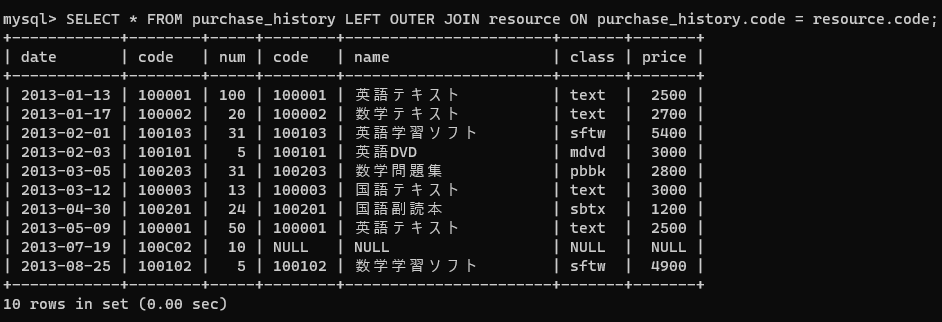 mysql> SELECT * FROM purchase_history LEFT OUTER JOIN resource ON purchase_history.code = resource.code;
+------------+--------+-----+--------+----------------------+-------+-------+
| date       | code   | num | code   | name                 | class | price |
+------------+--------+-----+--------+----------------------+-------+-------+
| 2013-01-13 | 100001 | 100 | 100001 | 英語テキスト | text  |  2500 |
| 2013-01-17 | 100002 |  20 | 100002 | 数学テキスト | text  |  2700 |
| 2013-02-01 | 100103 |  31 | 100103 | 英語学習ソフト | sftw  |  5400 |
| 2013-02-03 | 100101 |   5 | 100101 | 英語DVD | mdvd  |  3000 |
| 2013-03-05 | 100203 |  31 | 100203 | 数学問題集 | pbbk  |  2800 |
| 2013-03-12 | 100003 |  13 | 100003 | 国語テキスト | text  |  3000 |
| 2013-04-30 | 100201 |  24 | 100201 | 国語副読本 | sbtx  |  1200 |
| 2013-05-09 | 100001 |  50 | 100001 | 英語テキスト | text  |  2500 |
| 2013-07-19 | 100C02 |  10 | NULL   | NULL                 | NULL  |  NULL |
| 2013-08-25 | 100102 |   5 | 100102 | 数学学習ソフト | sftw  |  4900 |
+------------+--------+-----+--------+----------------------+-------+-------+
10 rows in set (0.00 sec)